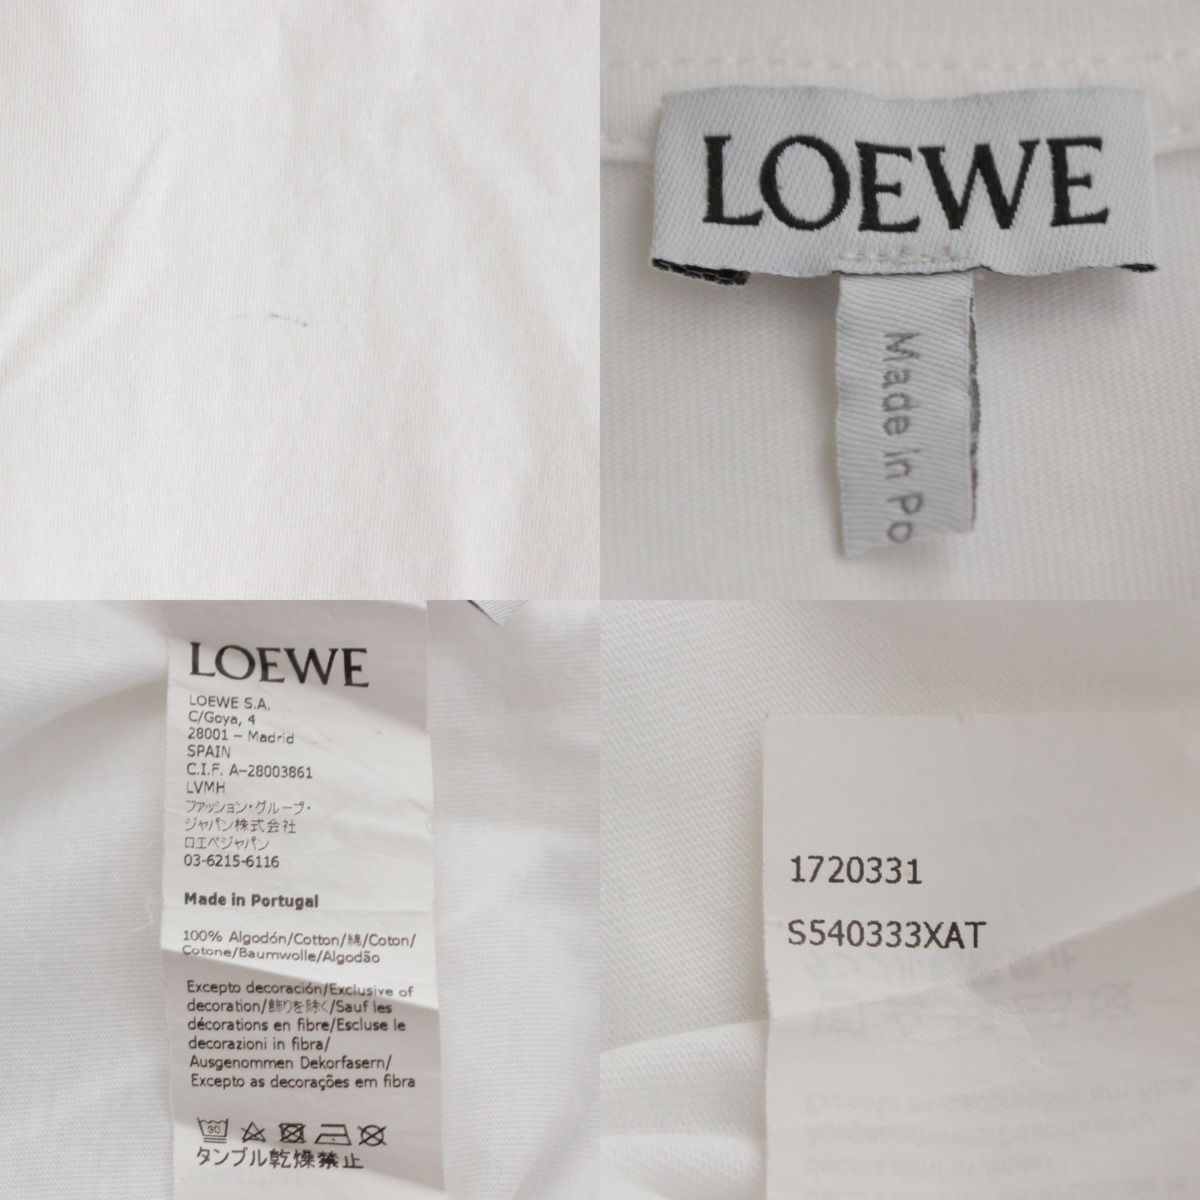 LOEWE
Made in Po
LOEWE
LOEWE S.A.
C/Goya, 4
28001 – Madrid
SPAIN
C.I.F. A–28003861
LVMH
ファッション・グループ・
ジャパン株式会社
ロエベジャパン
03-6215-6116
Made in Portugal
100% Algodón/Cotton/綿/Coton/
Cotone/Baumwolle/Algodão
Excepto decoración/Exclusive of
decoration/飾りを除く/Sauf les
décorations en fibre/Escluse le
decorazioni in fibra/
Ausgenommen Dekorfasern/
Excepto as decorações em fibra
30
タンブル乾燥禁止
1720331
S540333XAT